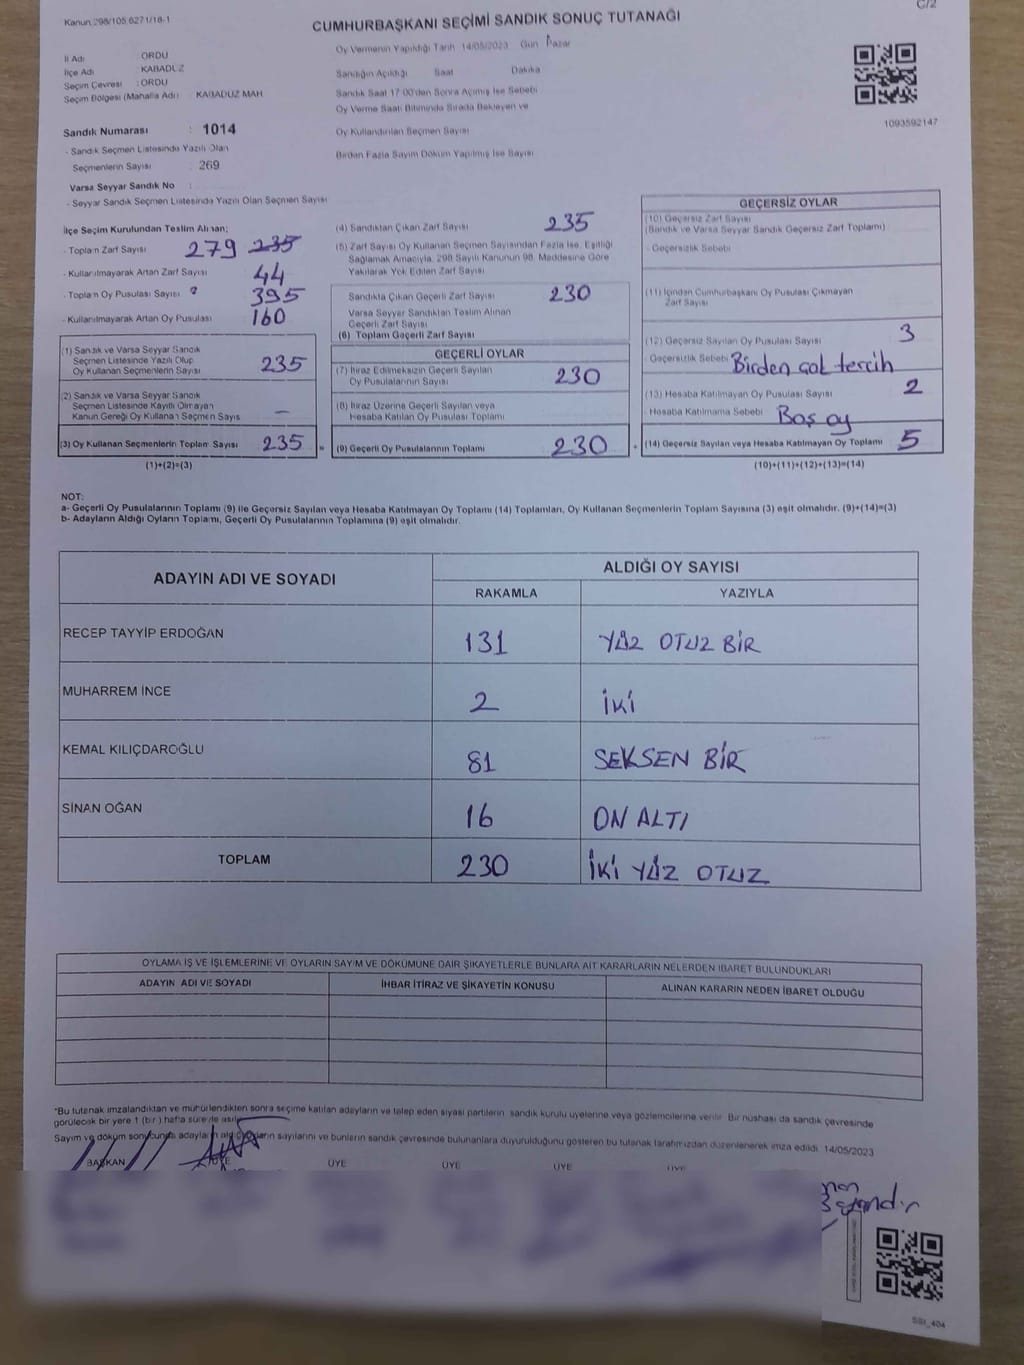 Kanun:298/105,6271/18-1
C/2
CUMHURBAŞKANI SEÇİMİ SANDIK SONUÇ TUTANAĞI
İl Adı : ORDU
İlçe Adı : KABADÜZ
Seçim Çevresi : ORDU
Seçim Bölgesi (Mahalle Adı) : KABADÜZ MAH
Sandık Numarası : 1014
- Sandık Seçmen Listesinde Yazılı Olan
Seçmenlerin Sayısı : 269
Varsa Seyyar Sandık No :
- Seyyar Sandık Seçmen Listesinde Yazılı Olan Seçmen Sayısı
Oy Vermenin Yapıldığı Tarih 14/05/2023 Gün Pazar
Sandığın Açıldığı Saat Dakika
Sandık Saat 17:00'den Sonra Açılmış İse Sebebi
Oy Verme Saati Bitiminde Sırada Bekleyen ve
Oy Kullandırılan Seçmen Sayısı
Birden Fazla Sayım Döküm Yapılmış İse Sayısı
1093592147
İlçe Seçim Kurulundan Teslim Alınan;
- Toplam Zarf Sayısı 279 235
- Kullanılmayarak Artan Zarf Sayısı 44
- Toplam Oy Pusulası Sayısı 395
- Kullanılmayarak Artan Oy Pusulası 160
(1) Sandık ve Varsa Seyyar Sandık
Seçmen Listesinde Yazılı Olup
Oy Kullanan Seçmenlerin Sayısı 235
(2) Sandık ve Varsa Seyyar Sandık
Seçmen Listesinde Kayıtlı Olmayan
Kanun Gereği Oy Kullanan Seçmen Sayısı –
(3) Oy Kullanan Seçmenlerin Toplam Sayısı 235
(1)+(2)=(3)
(4) Sandıktan Çıkan Zarf Sayısı 235
(5) Zarf Sayısı Oy Kullanan Seçmen Sayısından Fazla İse, Eşitliği
Sağlamak Amacıyla, 298 Sayılı Kanunun 98. Maddesine Göre
Yakılarak Yok Edilen Zarf Sayısı
Sandıkta Çıkan Geçerli Zarf Sayısı 230
Varsa Seyyar Sandıktan Teslim Alınan
Geçerli Zarf Sayısı
(6) Toplam Geçerli Zarf Sayısı
GEÇERLİ OYLAR
(7) İtiraz Edilmeksizin Geçerli Sayılan
Oy Pusulalarının Sayısı 230
(8) İtiraz Üzerine Geçerli Sayılan veya
Hesaba Katılan Oy Pusulası Toplamı
(9) Geçerli Oy Pusulalarının Toplamı 230
GEÇERSİZ OYLAR
(10) Geçersiz Zarf Sayısı
(Sandık ve Varsa Seyyar Sandık Geçersiz Zarf Toplamı)
- Geçersizlik Sebebi
(11) İçinden Cumhurbaşkanı Oy Pusulası Çıkmayan
Zarf Sayısı
(12) Geçersiz Sayılan Oy Pusulası Sayısı 3
- Geçersizlik Sebebi Birden çok tercih
(13) Hesaba Katılmayan Oy Pusulası Sayısı 2
- Hesaba Katılmama Sebebi Boş oy
(14) Geçersiz Sayılan veya Hesaba Katılmayan Oy Toplamı 5
(10)+(11)+(12)+(13)=(14)
NOT:
a- Geçerli Oy Pusulalarının Toplamı (9) ile Geçersiz Sayılan veya Hesaba Katılmayan Oy Toplamı (14) Toplamları, Oy Kullanan Seçmenlerin Toplam Sayısına (3) eşit olmalıdır. (9)+(14)=(3)
b- Adayların Aldığı Oyların Toplamı, Geçerli Oy Pusulalarının Toplamına (9) eşit olmalıdır.
ADAYIN ADI VE SOYADI
ALDIĞI OY SAYISI
RAKAMLA YAZIYLA
RECEP TAYYİP ERDOĞAN 131 YÜZ OTUZ BİR
MUHARREM İNCE 2 İKİ
KEMAL KILIÇDAROĞLU 81 SEKSEN BİR
SİNAN OĞAN 16 ON ALTI
TOPLAM 230 İKİ YÜZ OTUZ
OYLAMA İŞ VE İŞLEMLERİNE VE OYLARIN SAYIM VE DÖKÜMÜNE DAİR ŞİKAYETLERLE BUNLARA AİT KARARLARIN NELERDEN İBARET BULUNDUKLARI
ADAYIN ADI VE SOYADI İHBAR İTİRAZ VE ŞİKAYETİN KONUSU ALINAN KARARIN NEDEN İBARET OLDUĞU
*Bu tutanak imzalandıktan ve mühürlendikten sonra seçime katılan adayların ve talep eden siyasi partilerin sandık kurulu üyelerine veya gözlemcilerine verilir. Bir nüshası da sandık çevresinde
görülecek bir yere 1 (bir) hafta süreyle asılır.
Sayım ve döküm sonucunda adayların aldığı oyların sayılarını ve bunların sandık çevresinde bulunanlara duyurulduğunu gösteren bu tutanak tarafımızdan düzenlenerek imza edildi. 14/05/2023
BAŞKAN ÜYE ÜYE ÜYE ÜYE ÜYE
SSI_404